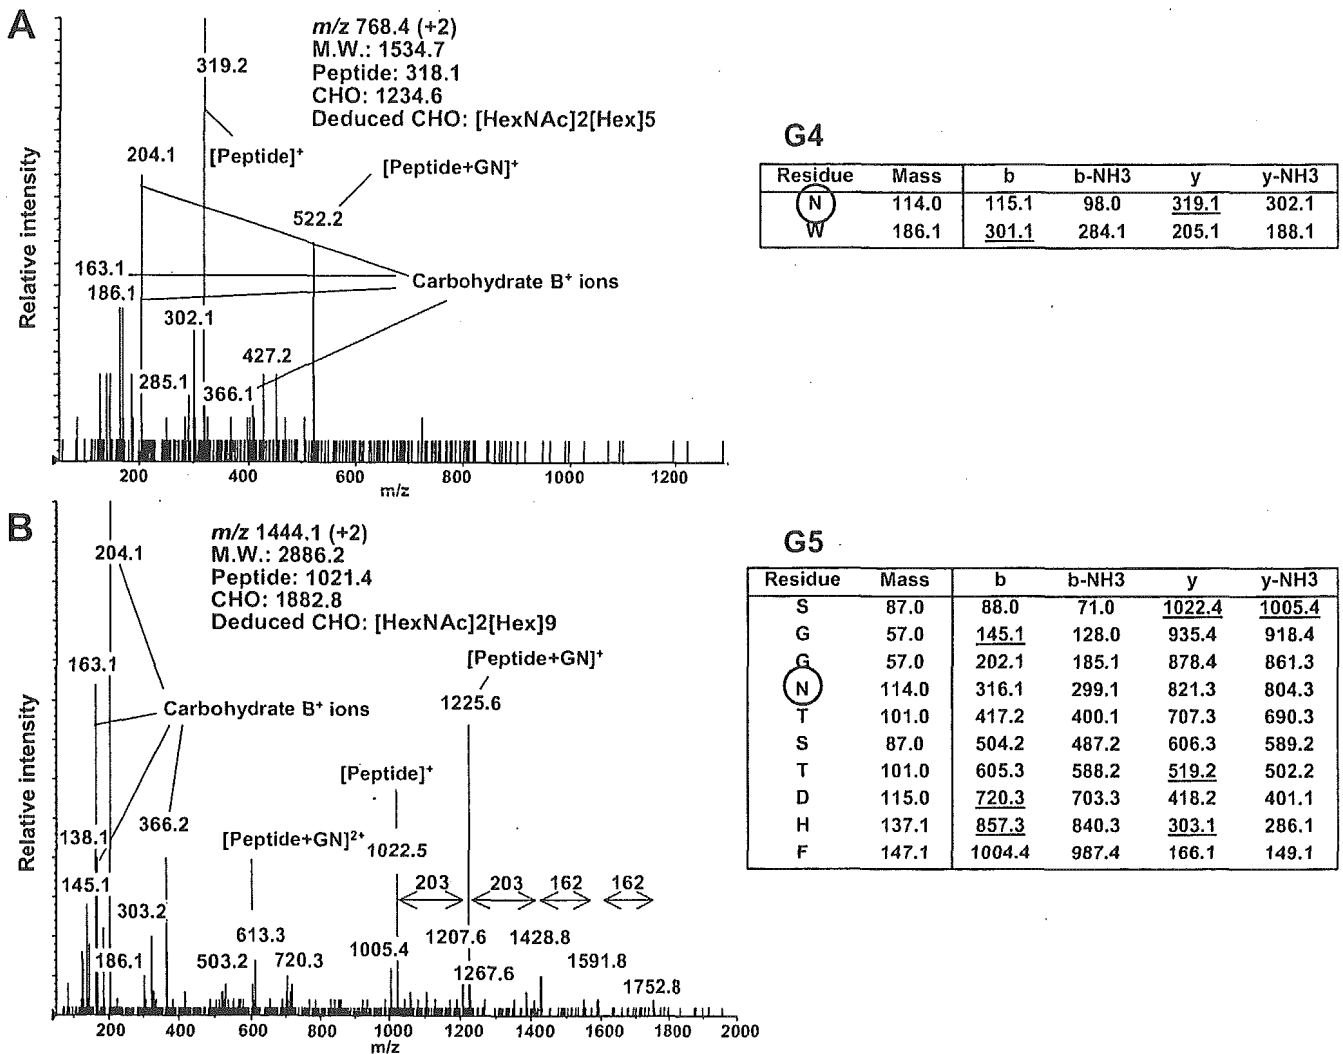 A
m/z 768.4 (+2)
M.W.: 1534.7
Peptide: 318.1
CHO: 1234.6
Deduced CHO: [HexNAc]2[Hex]5
319.2
[Peptide]+
204.1
[Peptide+GN]+
522.2
163.1
Carbohydrate B+ ions
186.1
302.1
427.2
285.1
366.1
Relative intensity
200 400 600 800 1000 1200
m/z
G4
Residue Mass b b-NH3 y y-NH3
N 114.0 115.1 98.0 319.1 302.1
W 186.1 301.1 284.1 205.1 188.1
B
m/z 1444.1 (+2)
M.W.: 2886.2
Peptide: 1021.4
CHO: 1882.8
Deduced CHO: [HexNAc]2[Hex]9
204.1
[Peptide+GN]+
163.1
1225.6
Carbohydrate B+ ions
[Peptide]+
138.1
366.2
[Peptide+GN]2+
1022.5
145.1
203 203 162 162
303.2
613.3
1207.6
1428.8
186.1
503.2
720.3
1005.4
1267.6
1591.8
1752.8
Relative intensity
200 400 600 800 1000 1200 1400 1600 1800 2000
m/z
G5
Residue Mass b b-NH3 y y-NH3
S 87.0 88.0 71.0 1022.4 1005.4
G 57.0 145.1 128.0 935.4 918.4
G 57.0 202.1 185.1 878.4 861.3
N 114.0 316.1 299.1 821.3 804.3
T 101.0 417.2 400.1 707.3 690.3
S 87.0 504.2 487.2 606.3 589.2
T 101.0 605.3 588.2 519.2 502.2
D 115.0 720.3 703.3 418.2 401.1
H 137.1 857.3 840.3 303.1 286.1
F 147.1 1004.4 987.4 166.1 149.1